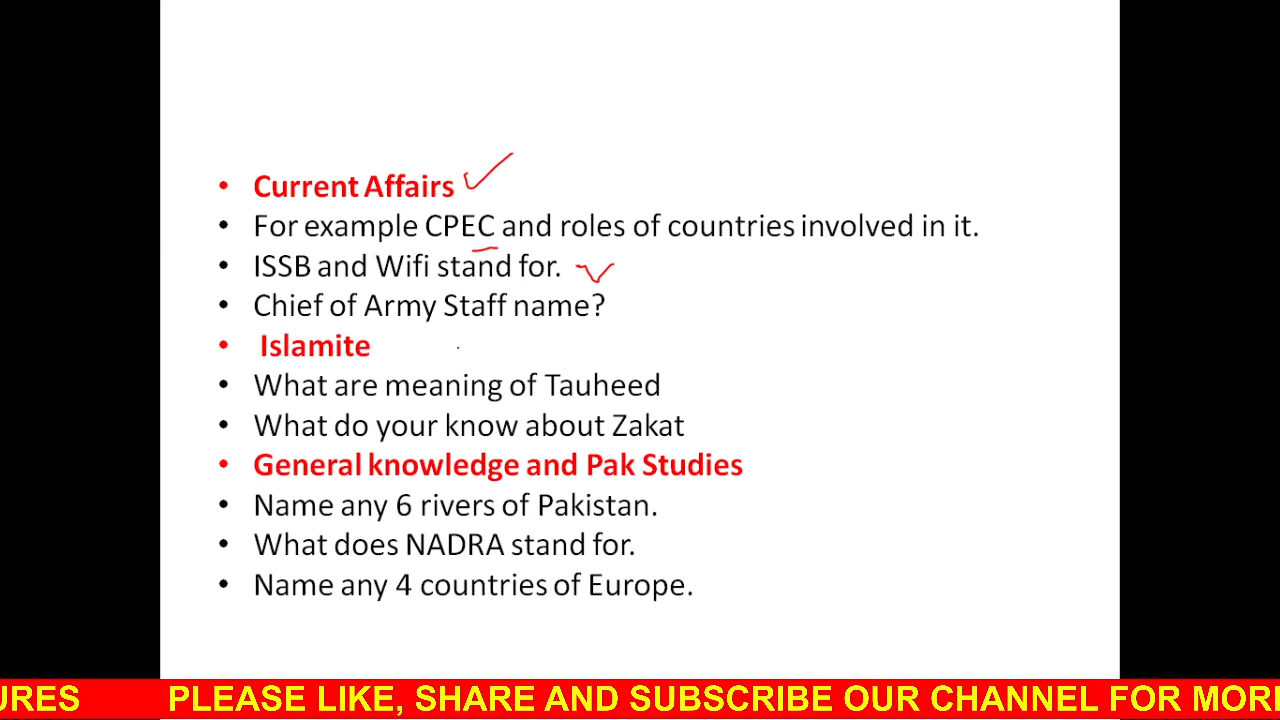 • Current Affairs
• For example CPEC and roles of countries involved in it.
• ISSB and Wifi stand for.
• Chief of Army Staff name?
• Islamite
• What are meaning of Tauheed
• What do your know about Zakat
• General knowledge and Pak Studies
• Name any 6 rivers of Pakistan.
• What does NADRA stand for.
• Name any 4 countries of Europe.
URES PLEASE LIKE, SHARE AND SUBSCRIBE OUR CHANNEL FOR MORE